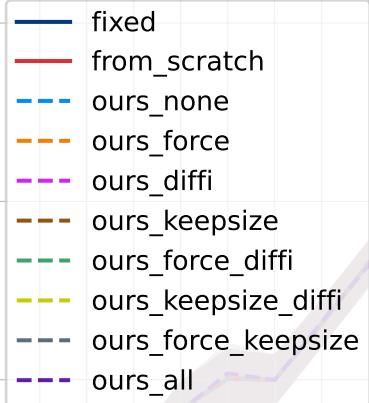 fixed
from_scratch
ours_none
ours_force
ours_diffi
ours_keepsize
ours_force_diffi
ours_keepsize_diffi
ours_force_keepsize
ours_all